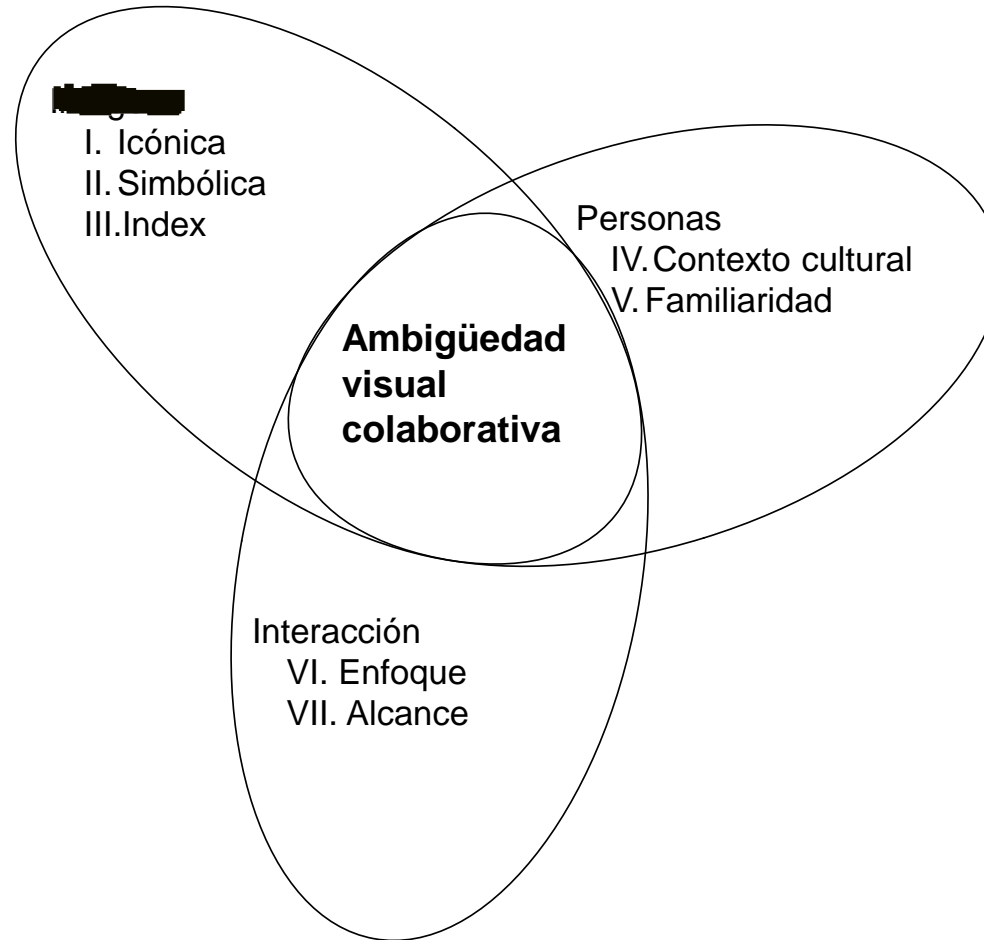 I. Icónica
II. Simbólica
III.Index
Personas
IV. Contexto cultural
V. Familiaridad
Ambigüedad
visual
colaborativa
Interacción
VI. Enfoque
VII. Alcance